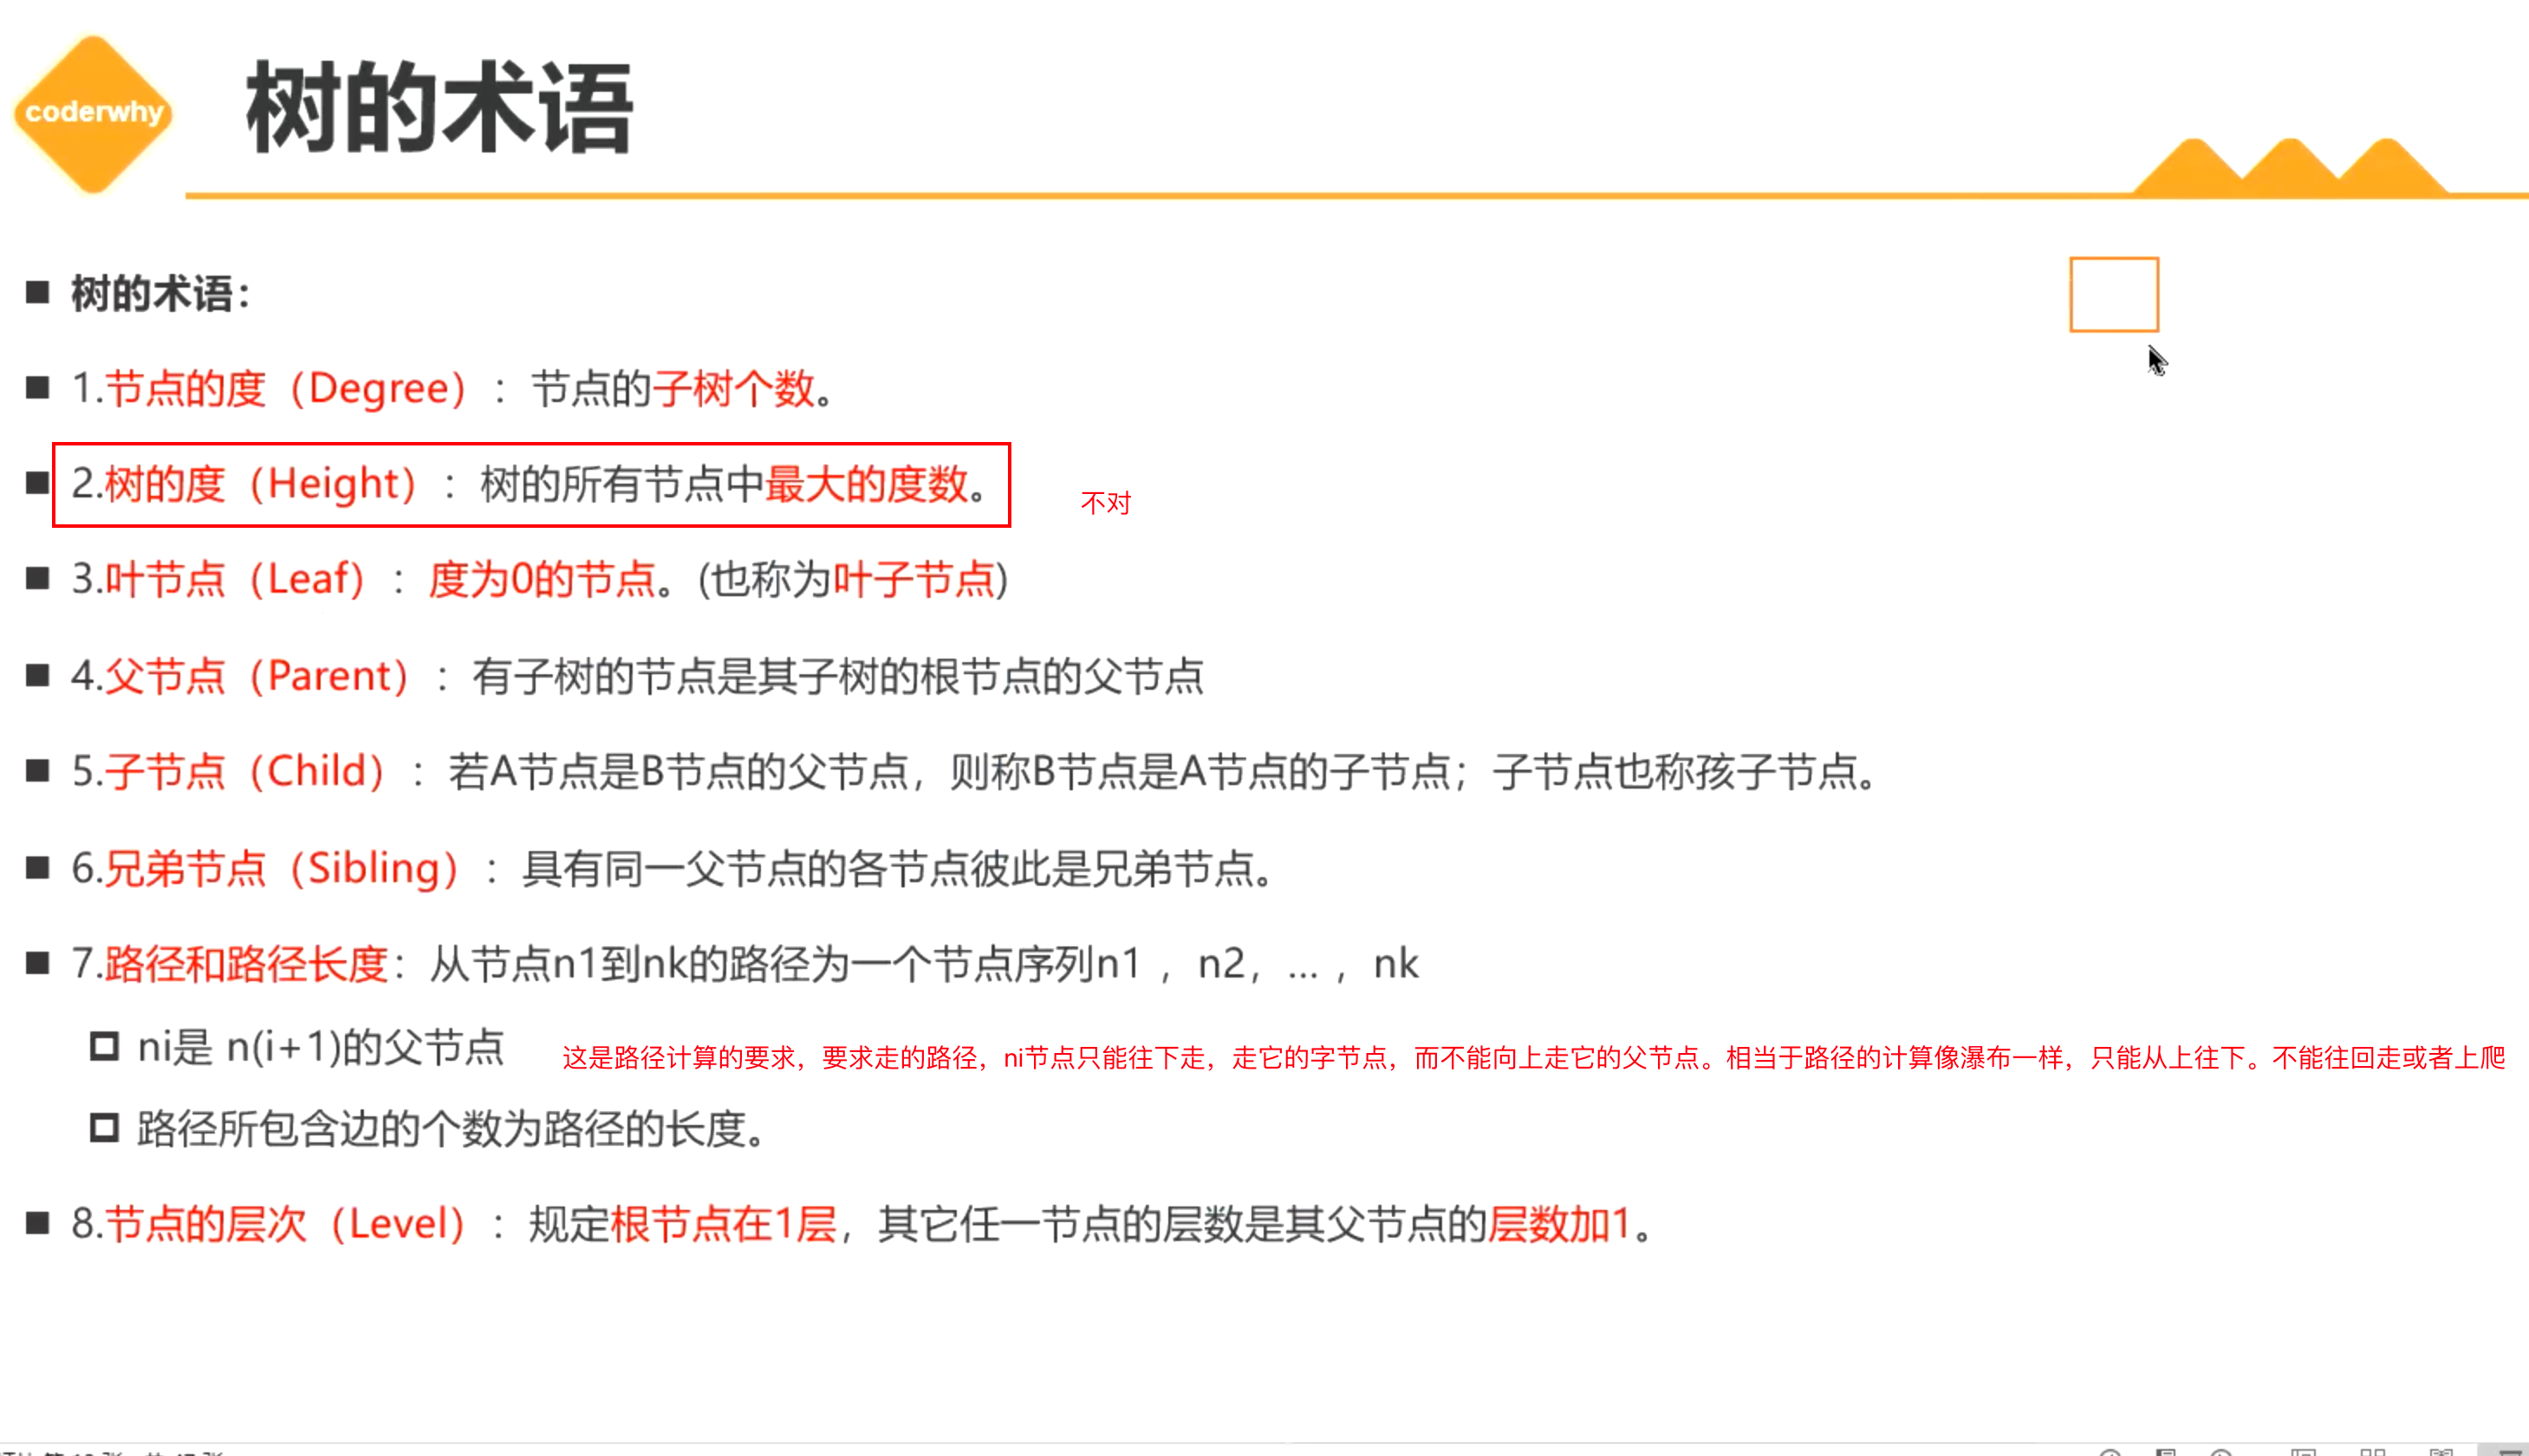 coderwhy
树的术语
树的术语：
1.节点的度（Degree）：节点的子树个数。
2.树的度（Height）：树的所有节点中最大的度数。
不对
3.叶节点（Leaf）：度为0的节点。(也称为叶子节点)
4.父节点（Parent）：有子树的节点是其子树的根节点的父节点
5.子节点（Child）：若A节点是B节点的父节点，则称B节点是A节点的子节点；子节点也称孩子节点。
6.兄弟节点（Sibling）：具有同一父节点的各节点彼此是兄弟节点。
7.路径和路径长度：从节点n1到nk的路径为一个节点序列n1 ，n2，… ，nk
ni是 n(i+1)的父节点
这是路径计算的要求，要求走的路径，ni节点只能往下走，走它的字节点，而不能向上走它的父节点。相当于路径的计算像瀑布一样，只能从上往下。不能往回走或者上爬
路径所包含边的个数为路径的长度。
8.节点的层次（Level）：规定根节点在1层，其它任一节点的层数是其父节点的层数加1。